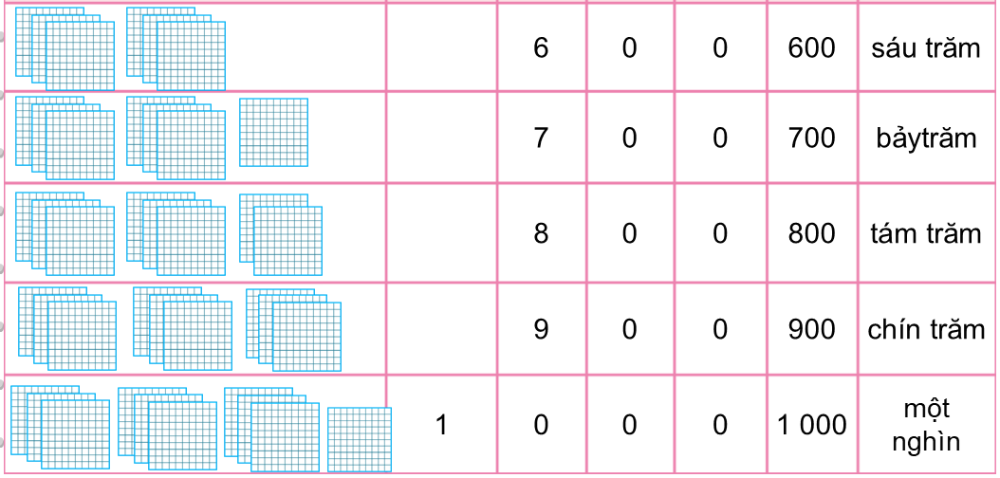 6 0 0 600 sáu trăm
7 0 0 700 bảytrăm
8 0 0 800 tám trăm
9 0 0 900 chín trăm
1 0 0 0 1 000 một
nghìn